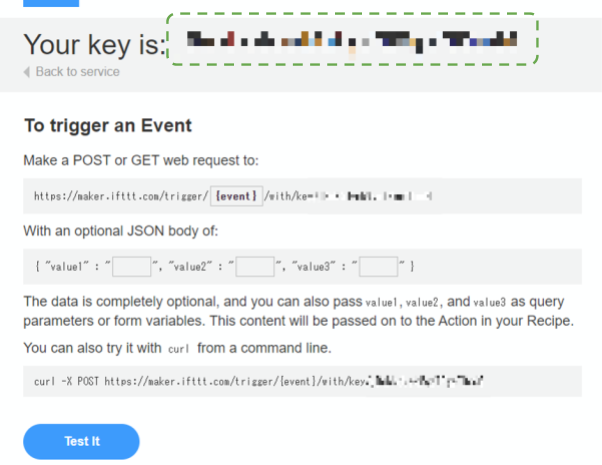 Your key is:
Back to service
To trigger an Event
Make a POST or GET web request to:
https://maker.ifttt.com/trigger/ {event} /with/ke
With an optional JSON body of:
{ "value1" : " ", "value2" : " ", "value3" : " " }
The data is completely optional, and you can also pass value1, value2, and value3 as query
parameters or form variables. This content will be passed on to the Action in your Recipe.
You can also try it with curl from a command line.
curl -X POST https://maker.ifttt.com/trigger/{event}/with/key
Test It